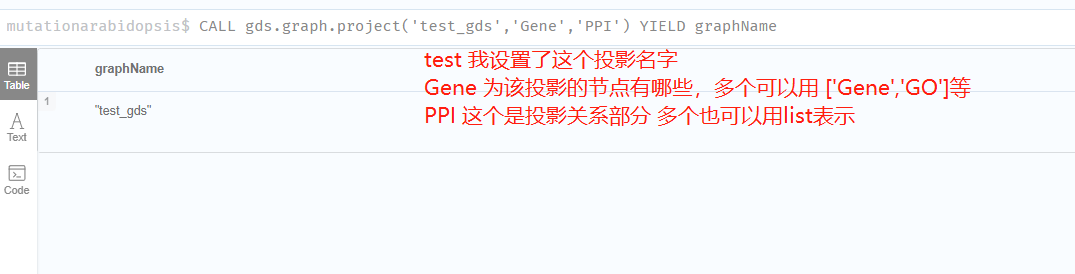 mutationarabidopsis$ CALL gds.graph.project('test_gds','Gene','PPI') YIELD graphName
Table
Text
Code
graphName
1
"test_gds"
test 我设置了这个投影名字
Gene 为该投影的节点有哪些，多个可以用 ['Gene','GO']等
PPI 这个是投影关系部分 多个也可以用list表示